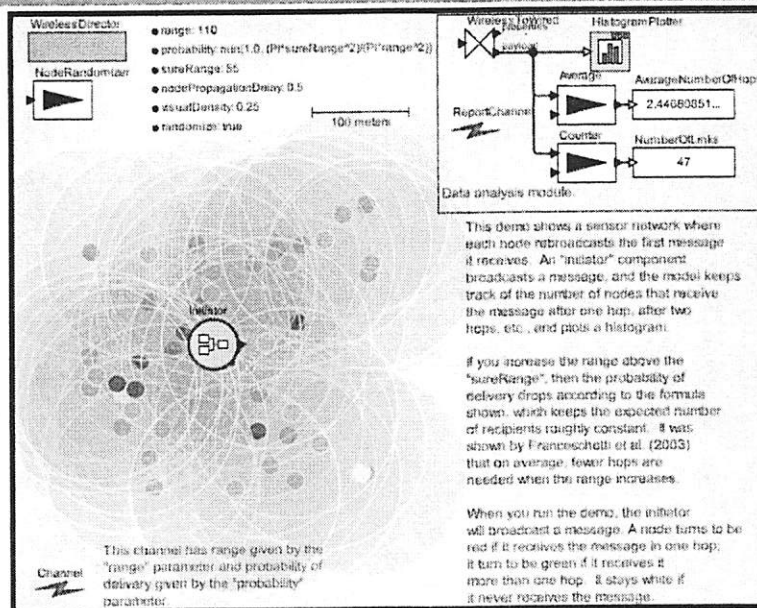 WirelessDirector
range: 110
probability: min(1.0, (PI*sureRange^2)/(PI*range^2))
sureRange: 55
nodePropagationDelay: 0.5
visualDensity: 0.25
randomize: true
NodeRandomizer
100 meters
HistogramPlotter
properties
payload
Average
AverageNumberOfHops
2.44680851...
ReportChannel
Counter
NumberOfLinks
47
Data analysis module.
Initiator
This demo shows a sensor network where
each node rebroadcasts the first message
it receives. An "initiator" component
broadcasts a message, and the model keeps
track of the number of nodes that receive
the message after one hop, after two
hops, etc., and plots a histogram.
If you increase the range above the
"sureRange", then the probability of
delivery drops according to the formula
shown, which keeps the expected number
of recipients roughly constant. It was
shown by Franceschetti et al. (2003)
that on average, fewer hops are
needed when the range increases.
When you run the demo, the initiator
will broadcast a message. A node turns to be
red if it receives the message in one hop;
it turn to be green if it receives it
more than one hop. It stays white if
it never receives the message.
Channel
This channel has range given by the
"range" parameter and probability of
delivery given by the "probability"
parameter.